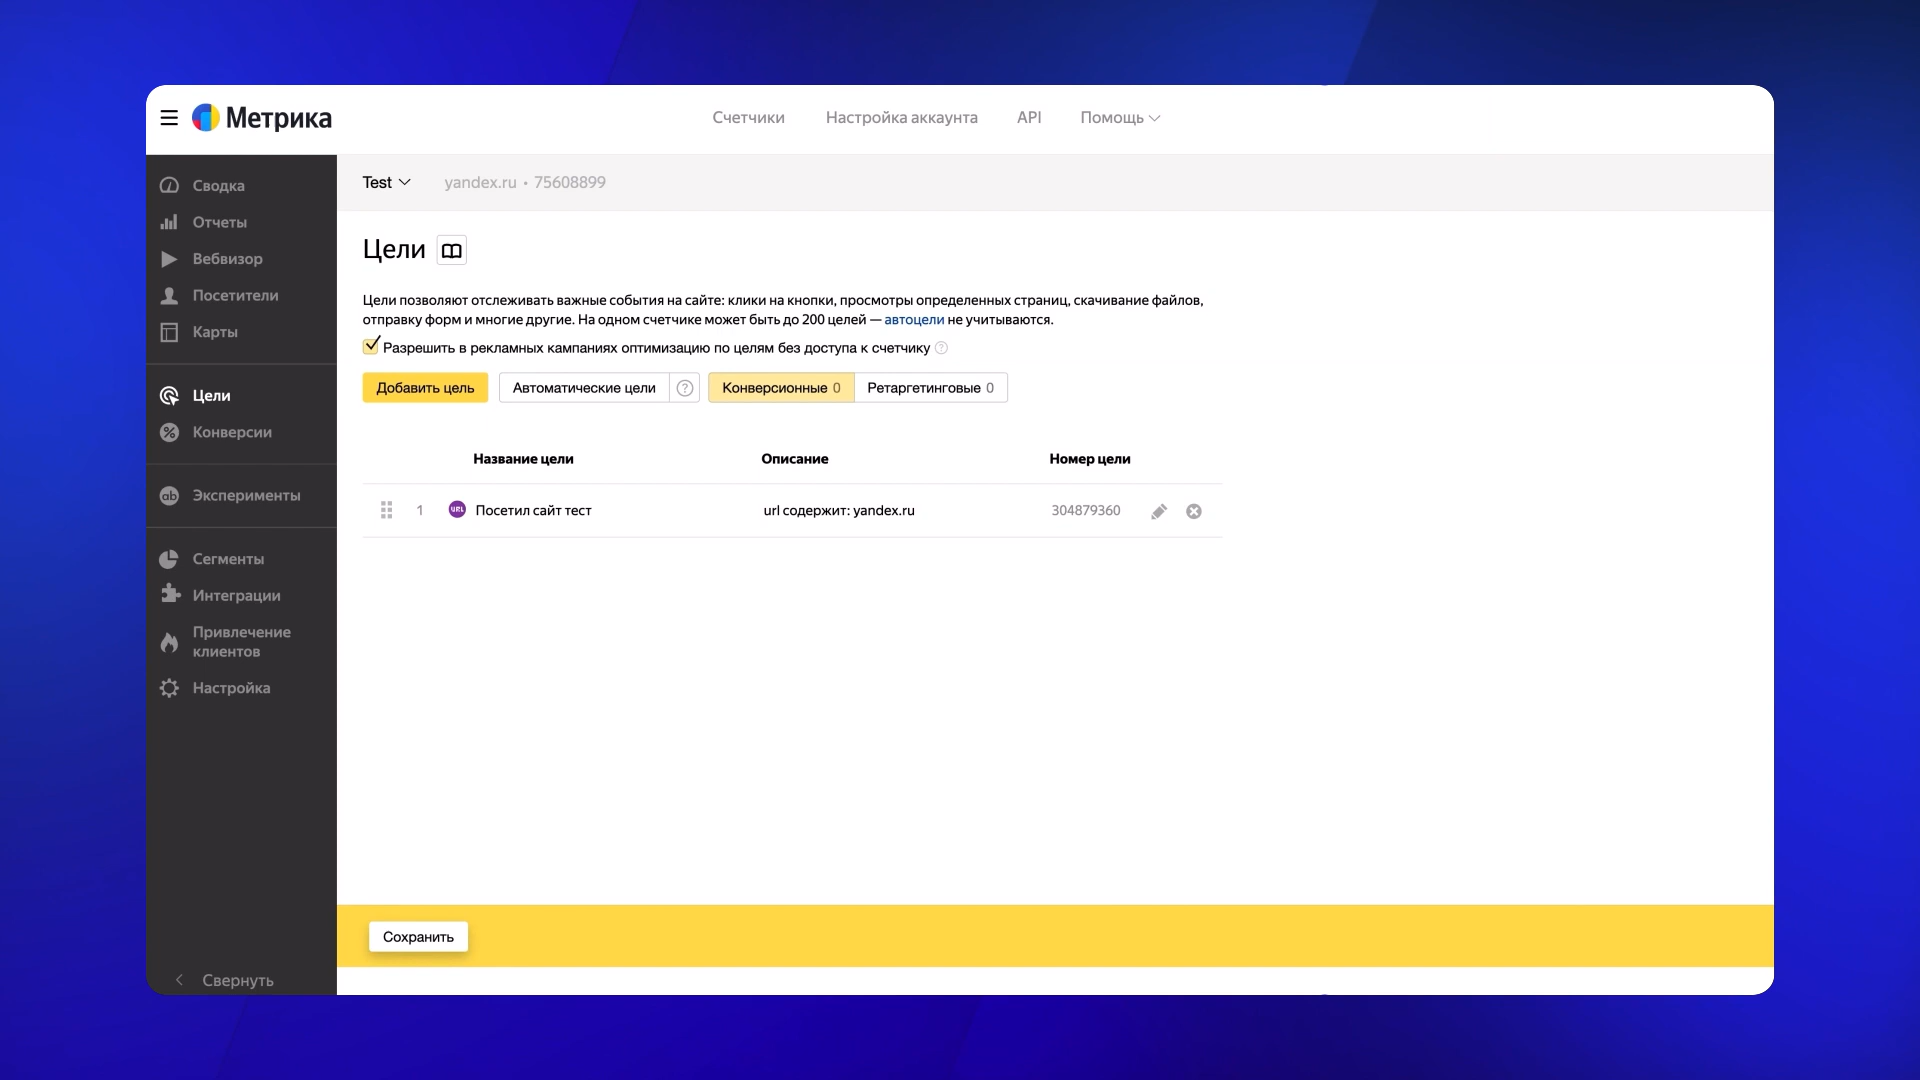 Метрика
Счетчики
Настройка аккаунта
API
Помощь
Сводка
Отчеты
Вебвизор
Посетители
Карты
Цели
Конверсии
ab
Эксперименты
Сегменты
Интеграции
Привлечение
клиентов
Настройка
Свернуть
Test
yandex.ru • 75608899
Цели
Цели позволяют отслеживать важные события на сайте: клики на кнопки, просмотры определенных страниц, скачивание файлов,
отправку форм и многие другие. На одном счетчике может быть до 200 целей — автоцели не учитываются.
Разрешить в рекламных кампаниях оптимизацию по целям без доступа к счетчику ?
Добавить цель
Автоматические цели ?
Конверсионные 0
Ретаргетинговые 0
Название цели
Описание
Номер цели
1
URL
Посетил сайт тест
url содержит: yandex.ru
304879360
Сохранить